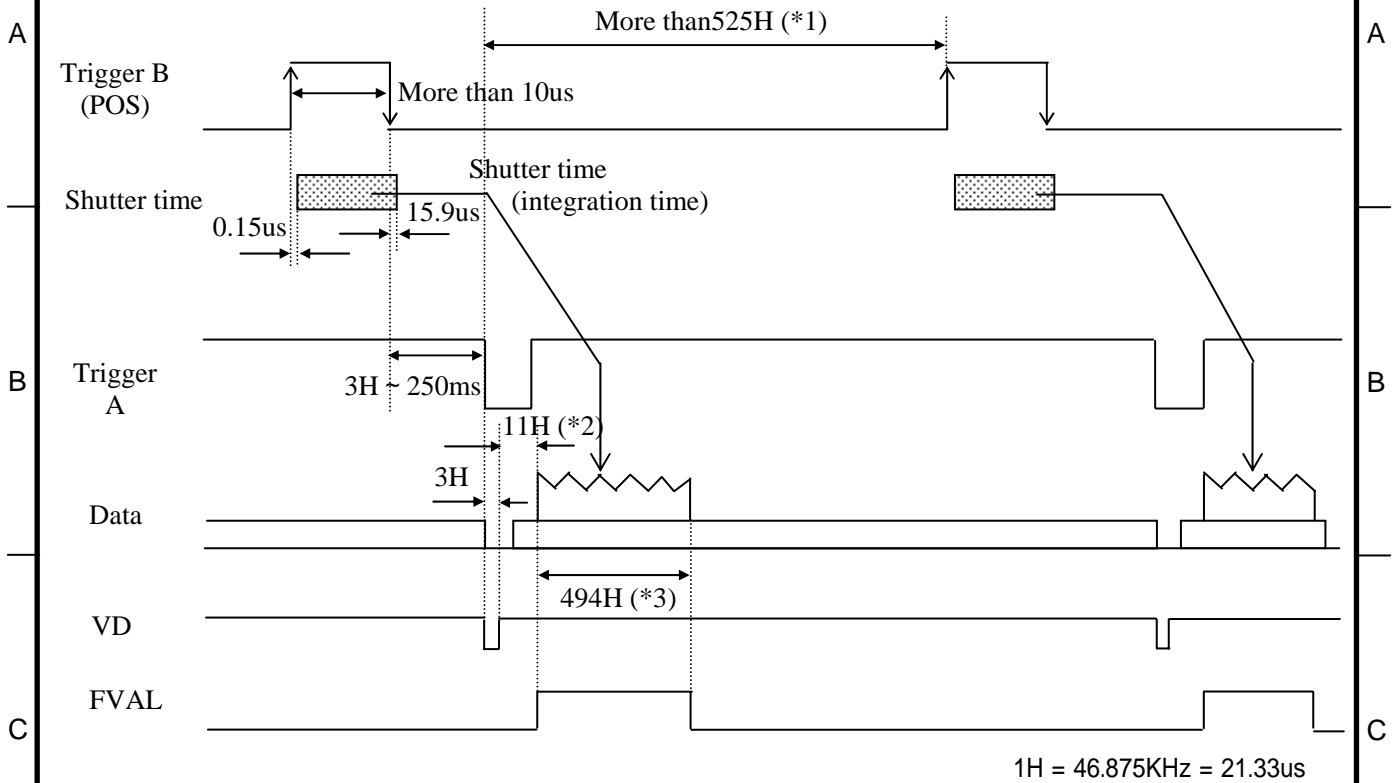 A
A
More than525H (*1)
Trigger B
(POS)
More than 10us
Shutter time
(integration time)
Shutter time
0.15us
15.9us
B
B
Trigger
A
3H ~ 250ms
11H (*2)
3H
Data
494H (*3)
VD
FVAL
C
C
1H = 46.875KHz = 21.33us